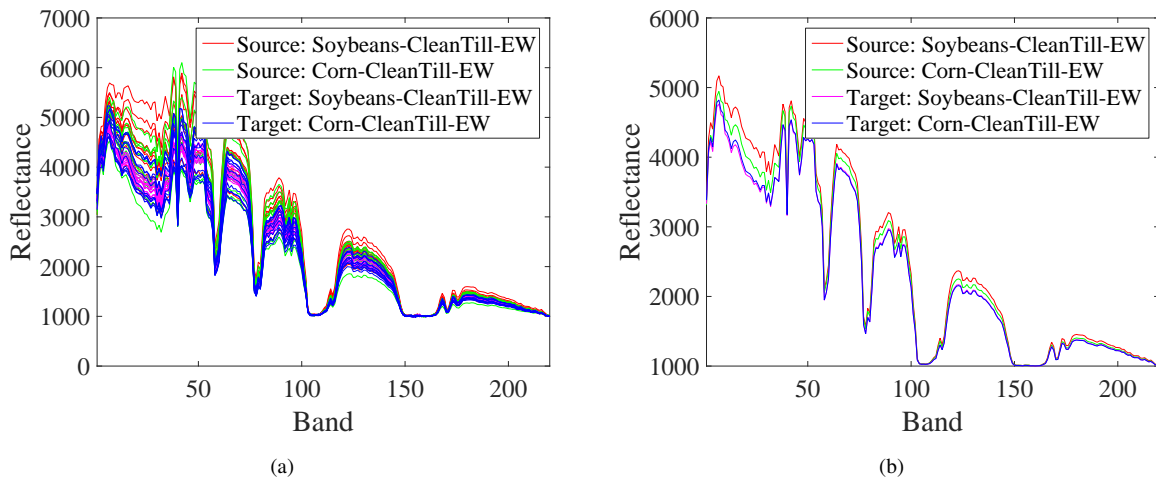 7000
6000
5000
4000
3000
2000
1000
0
Reflectance
50
100
150
200
Band
Source: Soybeans-CleanTill-EW
Source: Corn-CleanTill-EW
Target: Soybeans-CleanTill-EW
Target: Corn-CleanTill-EW
(a)
6000
5000
4000
3000
2000
1000
Reflectance
50
100
150
200
Band
Source: Soybeans-CleanTill-EW
Source: Corn-CleanTill-EW
Target: Soybeans-CleanTill-EW
Target: Corn-CleanTill-EW
(b)